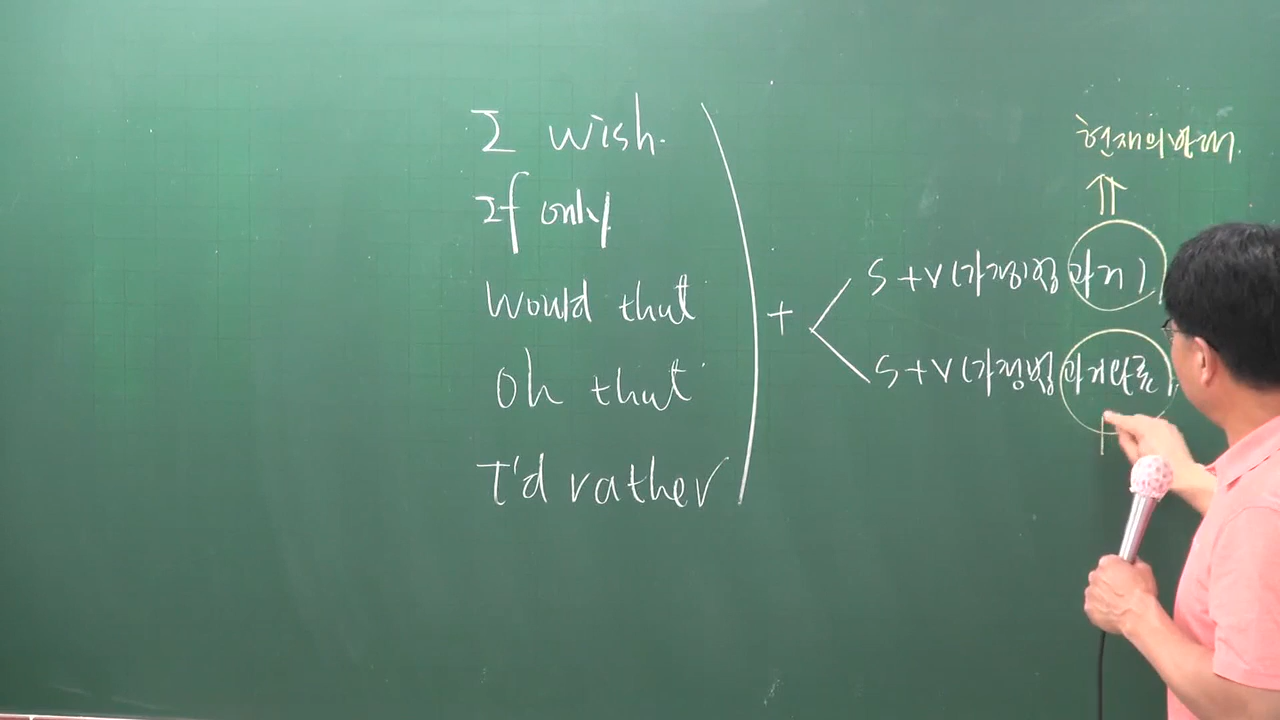 I wish.
If only
would that
oh that
I'd rather
+
현재의 반대.
S+V(가정법 과거)
S+V(가정법 과거완료)